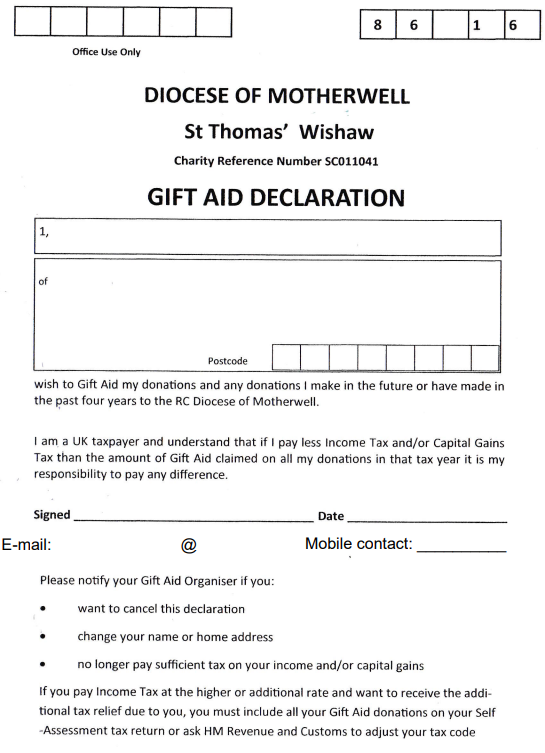 8 6 1 6
Office Use Only
DIOCESE OF MOTHERWELL
St Thomas' Wishaw
Charity Reference Number SC011041
GIFT AID DECLARATION
1,
of
Postcode
wish to Gift Aid my donations and any donations I make in the future or have made in
the past four years to the RC Diocese of Motherwell.
I am a UK taxpayer and understand that if I pay less Income Tax and/or Capital Gains
Tax than the amount of Gift Aid claimed on all my donations in that tax year it is my
responsibility to pay any difference.
Signed Date
E-mail: @ Mobile contact:
Please notify your Gift Aid Organiser if you:
• want to cancel this declaration
• change your name or home address
• no longer pay sufficient tax on your income and/or capital gains
If you pay Income Tax at the higher or additional rate and want to receive the addi-
tional tax relief due to you, you must include all your Gift Aid donations on your Self
-Assessment tax return or ask HM Revenue and Customs to adjust your tax code